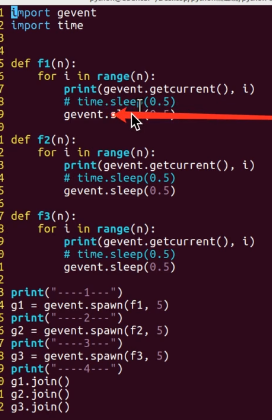 import gevent
import time
def f1(n):
for i in range(n):
print(gevent.getcurrent(), i)
# time.sleep(0.5)
gevent.
def f2(n):
for i in range(n):
print(gevent.getcurrent(), i)
# time.sleep(0.5)
gevent.sleep(0.5)
def f3(n):
for i in range(n):
print(gevent.getcurrent(), i)
# time.sleep(0.5)
gevent.sleep(0.5)
print("----1---")
g1 = gevent.spawn(f1, 5)
print("----2---")
g2 = gevent.spawn(f2, 5)
print("----3---")
g3 = gevent.spawn(f3, 5)
print("----4---")
g1.join()
g2.join()
g3.join()